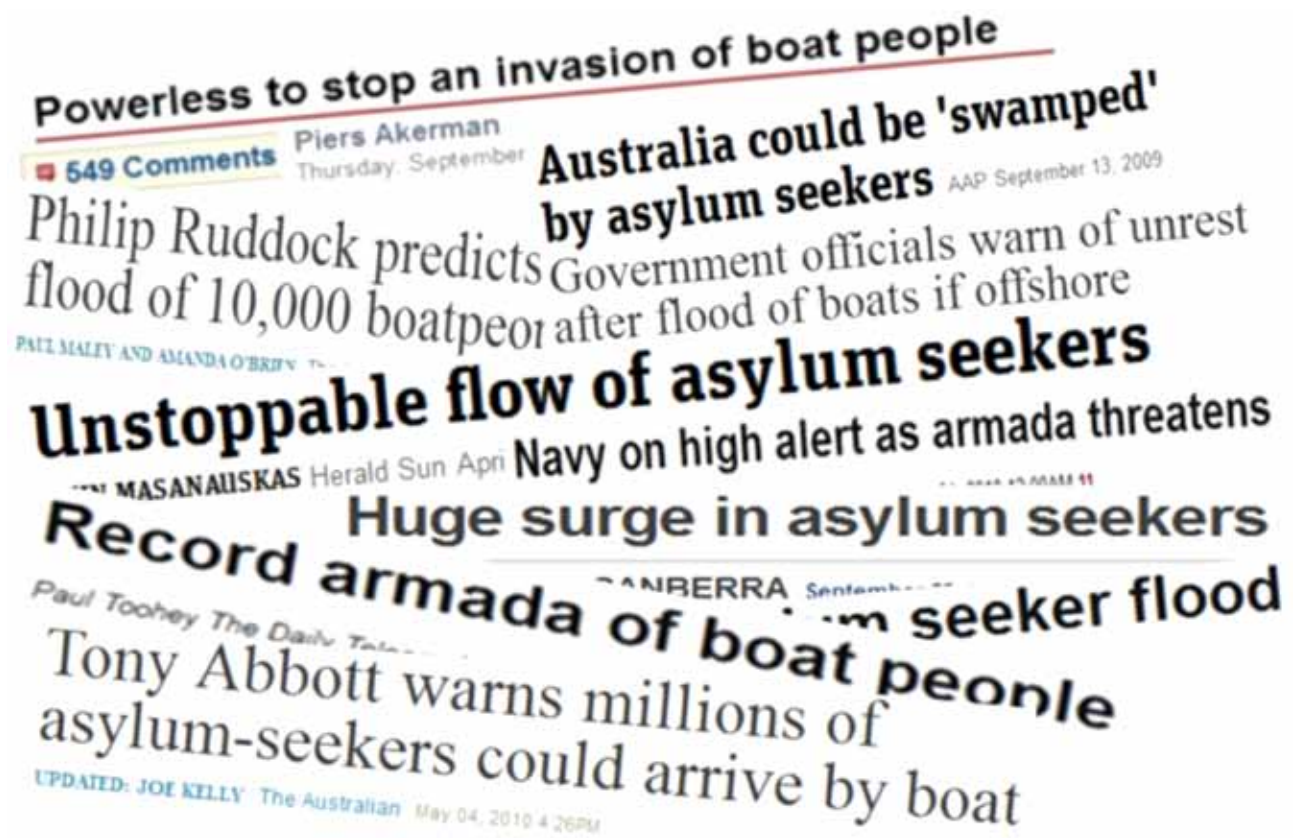 Powerless to stop an invasion of boat people
549 Comments
Piers Akerman
Thursday, September
Australia could be 'swamped'
by asylum seekers
AAP September 13, 2009
Philip Ruddock predicts
flood of 10,000
PAUL MALEY AND AMANDA O'BRIEN
Government officials warn of unrest
after flood of boats if offshore
Unstoppable flow of asylum seekers
MASANAUSKAS Herald Sun
Navy on high alert as armada threatens
Huge surge in asylum seekers
seeker flood
Record armada of boat people
Paul Toohey The Daily
Tony Abbott warns millions of
asylum-seekers could arrive by boat
UPDATED: JOE KELLY The Australian May 04, 2010 4:26PM